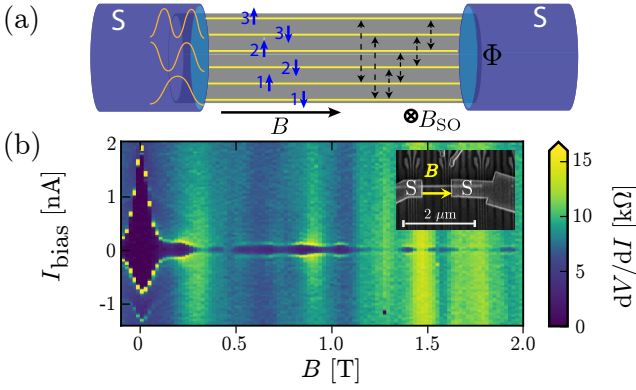 (a)
S
S
3↑
3↓
2↑
2↓
1↑
1↓
Φ
B
⊗B_SO
(b)
2
1
0
-1
I_bias [nA]
B
S
S
2 μm
0
0.5
1.0
1.5
2.0
B [T]
15
10
5
0
dV/dI [kΩ]